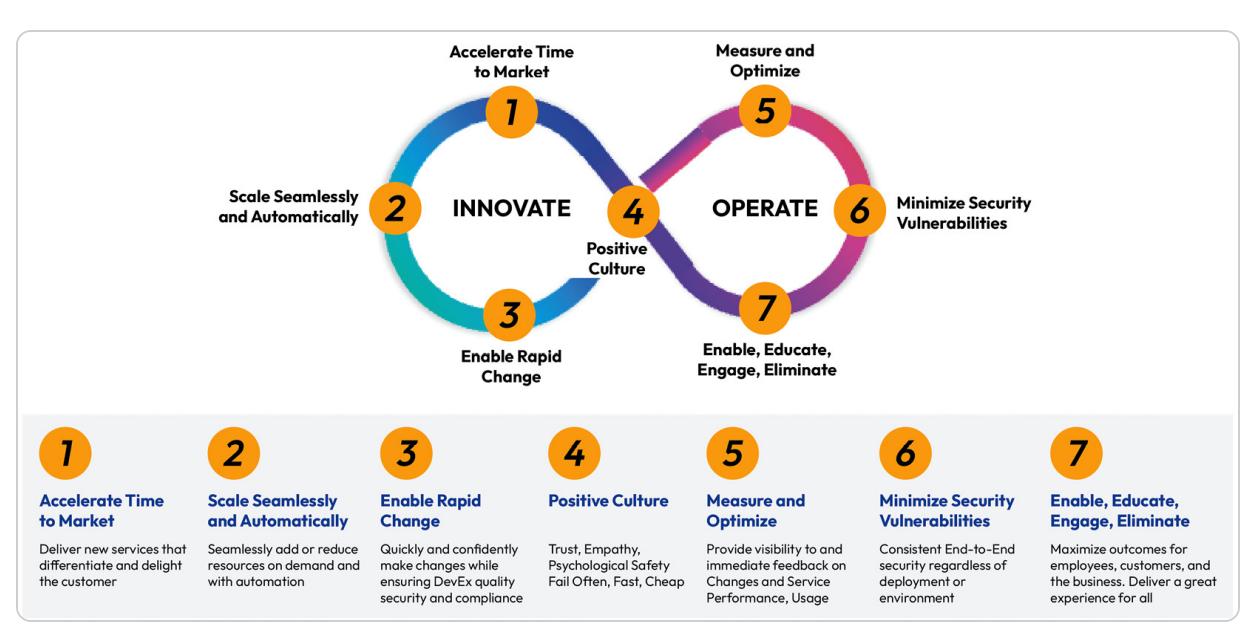 Accelerate Time
to Market
1
Measure and
Optimize
5
Scale Seamlessly
and Automatically
2
INNOVATE
4
Positive
Culture
OPERATE
6
Minimize Security
Vulnerabilities
3
Enable Rapid
Change
7
Enable, Educate,
Engage, Eliminate
1
Accelerate Time
to Market
Deliver new services that
differentiate and delight
the customer
2
Scale Seamlessly
and Automatically
Seamlessly add or reduce
resources on demand and
with automation
3
Enable Rapid
Change
Quickly and confidently
make changes while
ensuring DevEx quality
security and compliance
4
Positive Culture
Trust, Empathy,
Psychological Safety
Fail Often, Fast, Cheap
5
Measure and
Optimize
Provide visibility to and
immediate feedback on
Changes and Service
Performance, Usage
6
Minimize Security
Vulnerabilities
Consistent End-to-End
security regardless of
deployment or
environment
7
Enable, Educate,
Engage, Eliminate
Maximize outcomes for
employees, customers, and
the business. Deliver a great
experience for all